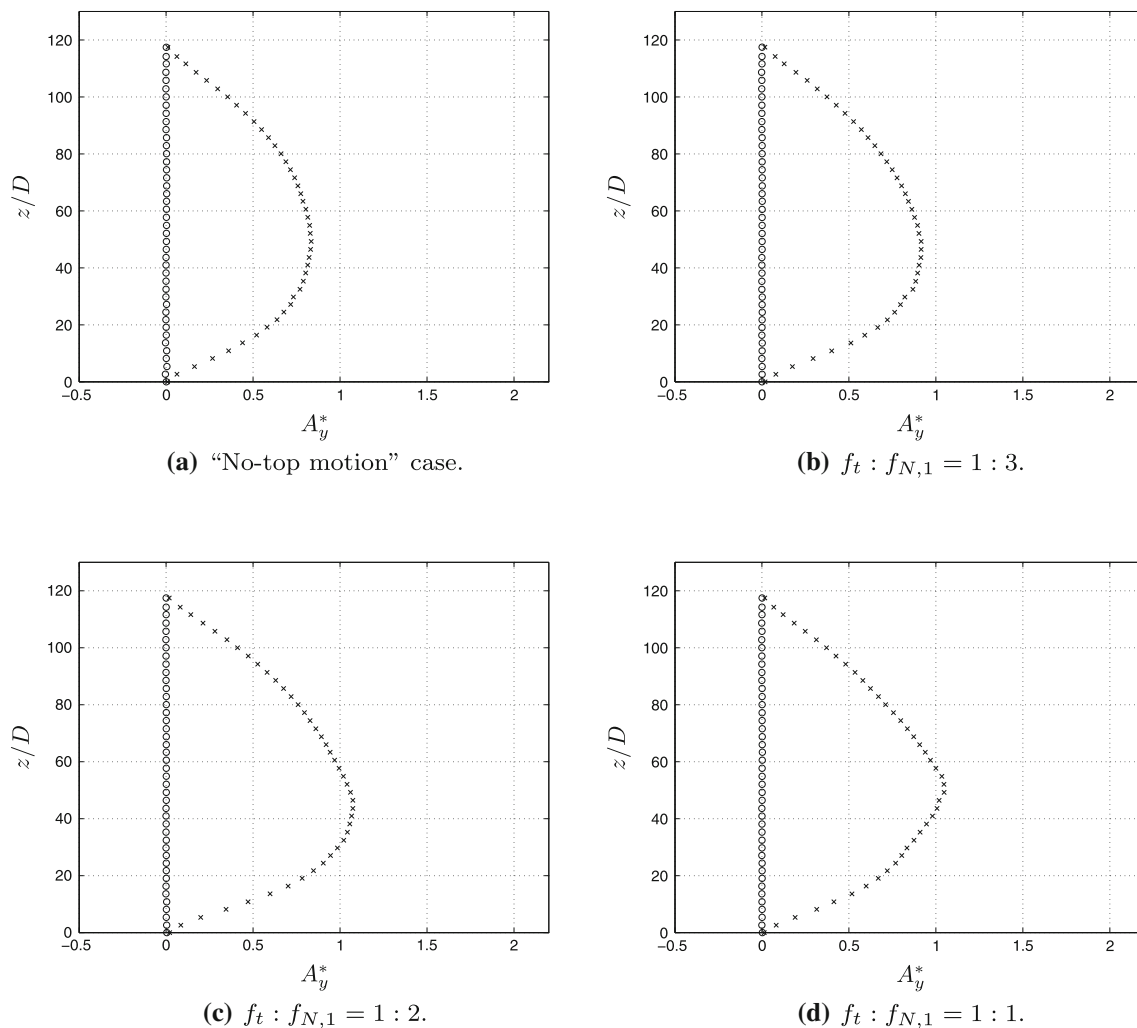 120
100
80
60
40
20
0
z/D
−0.5 0 0.5 1 1.5 2
A*y
(a) “No-top motion” case.
120
100
80
60
40
20
0
z/D
−0.5 0 0.5 1 1.5 2
A*y
(b) ft : fN,1 = 1 : 3.
120
100
80
60
40
20
0
z/D
−0.5 0 0.5 1 1.5 2
A*y
(c) ft : fN,1 = 1 : 2.
120
100
80
60
40
20
0
z/D
−0.5 0 0.5 1 1.5 2
A*y
(d) ft : fN,1 = 1 : 1.